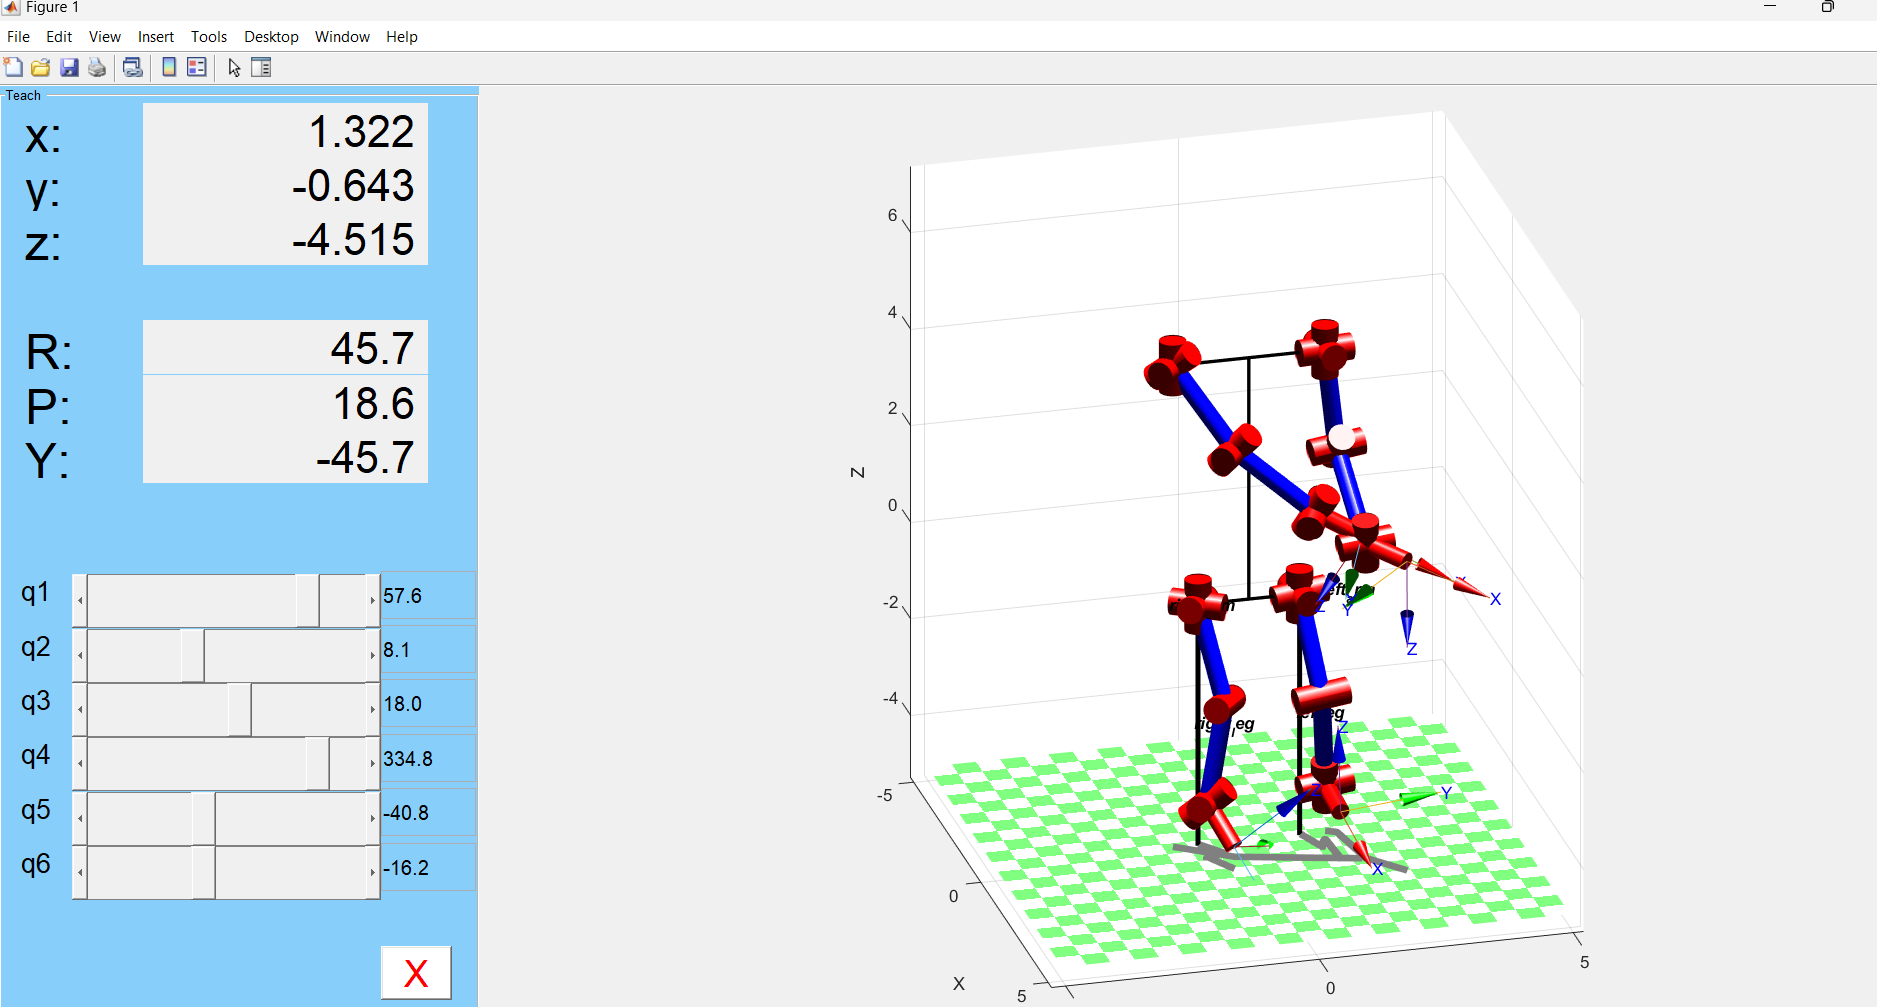 Figure 1
File Edit View Insert Tools Desktop Window Help
Teach
x: 1.322
y: -0.643
z: -4.515
R: 45.7
P: 18.6
Y: -45.7
q1 57.6
q2 8.1
q3 18.0
q4 334.8
q5 -40.8
q6 -16.2
X
6
4
2
0
-2
-4
Z
-5
0
5
X
0
5
X
Y
Z
Z
Z
Y
X